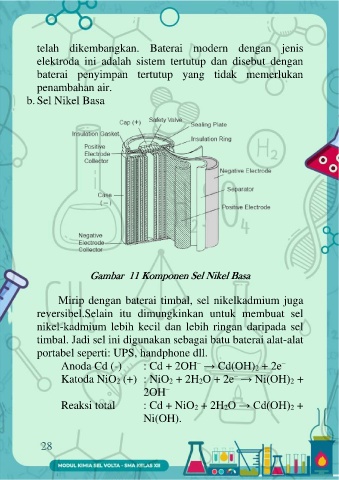 telah dikembangkan. Baterai modern dengan jenis
elektroda ini adalah sistem tertutup dan disebut dengan
baterai penyimpan tertutup yang tidak memerlukan
penambahan air.
b. Sel Nikel Basa
Cap (+)
Safety Valve
Sealing Plate
Insulation Gasket
Insulation Ring
Positive
Electrode
Collector
Negative Electrode
Separator
Case
(−)
Positive Electrode
Negative
Electrode
Collector
Gambar 11 Komponen Sel Nikel Basa
Mirip dengan baterai timbal, sel nikelkadmium juga
reversibel.Selain itu dimungkinkan untuk membuat sel
nikel-kadmium lebih kecil dan lebih ringan daripada sel
timbal. Jadi sel ini digunakan sebagai batu baterai alat-alat
portabel seperti: UPS, handphone dll.
Anoda Cd (-) : Cd + 2OH⁻ → Cd(OH)₂ + 2e⁻
Katoda NiO₂ (+) : NiO₂ + 2H₂O + 2e⁻ → Ni(OH)₂ +
2OH⁻
Reaksi total : Cd + NiO₂ + 2H₂O → Cd(OH)₂ +
Ni(OH).
28
MODUL KIMIA SEL VOLTA - SMA KELAS XII